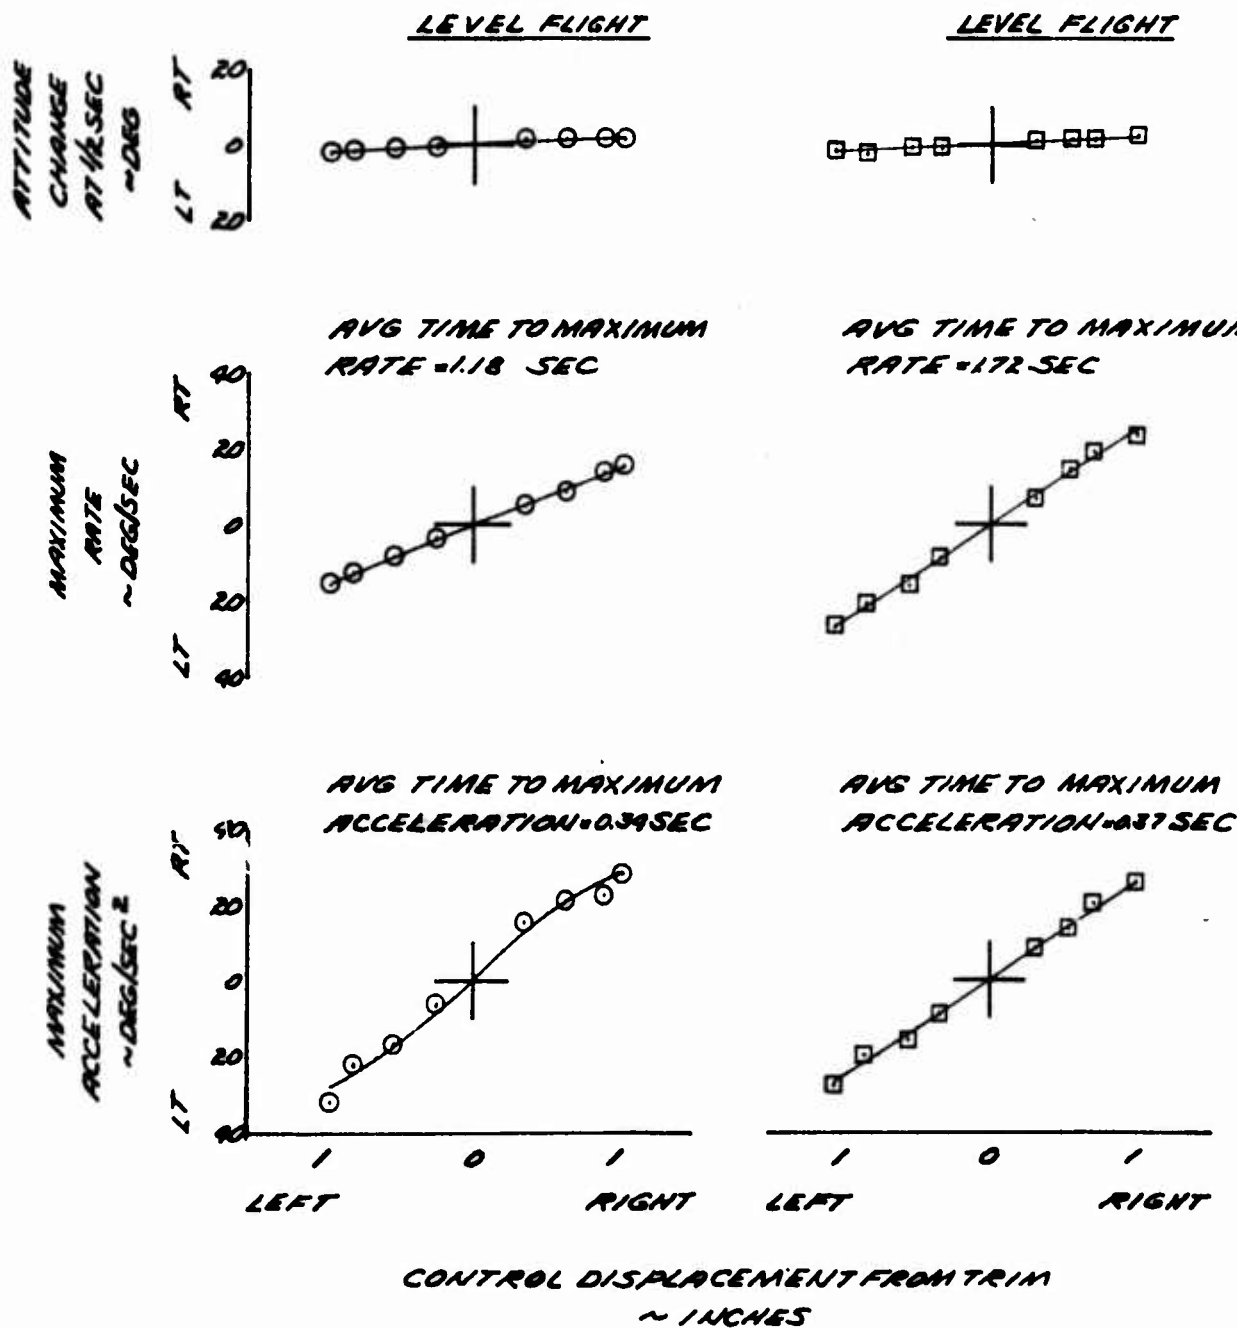 LEVEL FLIGHT
LEVEL FLIGHT
ATTITUDE
CHANGE
AT 1/2 SEC
~DEG
LT RT
20
0
20
AVG TIME TO MAXIMUM
RATE = 1.18 SEC
AVG TIME TO MAXIMUM
RATE = 1.72 SEC
MAXIMUM
RATE
~DEG/SEC
LT RT
40
20
0
20
40
AVG TIME TO MAXIMUM
ACCELERATION = 0.34 SEC
AVG TIME TO MAXIMUM
ACCELERATION = 0.37 SEC
MAXIMUM
ACCELERATION
~DEG/SEC²
LT RT
40
20
0
20
40
1 0 1
LEFT RIGHT
1 0 1
LEFT RIGHT
CONTROL DISPLACEMENT FROM TRIM
~ INCHES